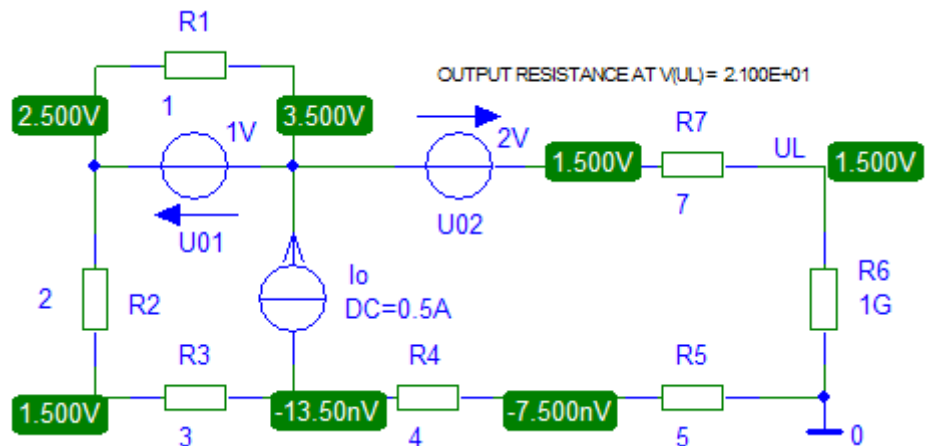 R1
OUTPUT RESISTANCE AT V(UL) = 2.100E+01
2.500V
1
3.500V
1V
2V
R7
UL
1.500V
1.500V
7
U01
U02
2
R2
Io
DC=0.5A
R6
1G
R3
R4
R5
1.500V
-13.50nV
-7.500nV
3
4
5
0